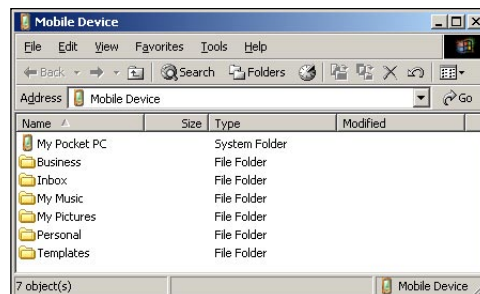 Mobile Device
File Edit View Favorites Tools Help
Back Search Folders
Address Mobile Device Go
Name Size Type Modified
My Pocket PC System Folder
Business File Folder
Inbox File Folder
My Music File Folder
My Pictures File Folder
Personal File Folder
Templates File Folder
7 object(s) Mobile Device